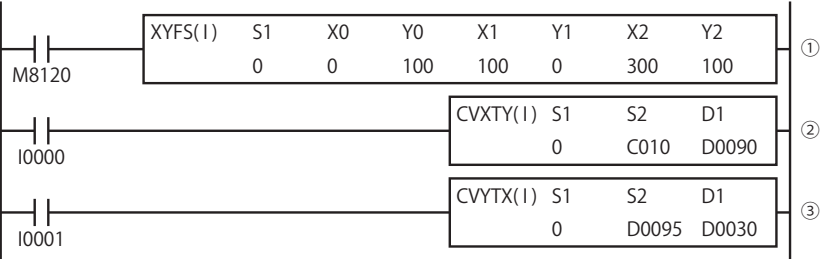 XYFS(I) S1 X0 Y0 X1 Y1 X2 Y2 ①
0 0 100 100 0 300 100
M8120
CVXTY(I) S1 S2 D1 ②
0 C010 D0090
I0000
CVYTX(I) S1 S2 D1 ③
0 D0095 D0030
I0001